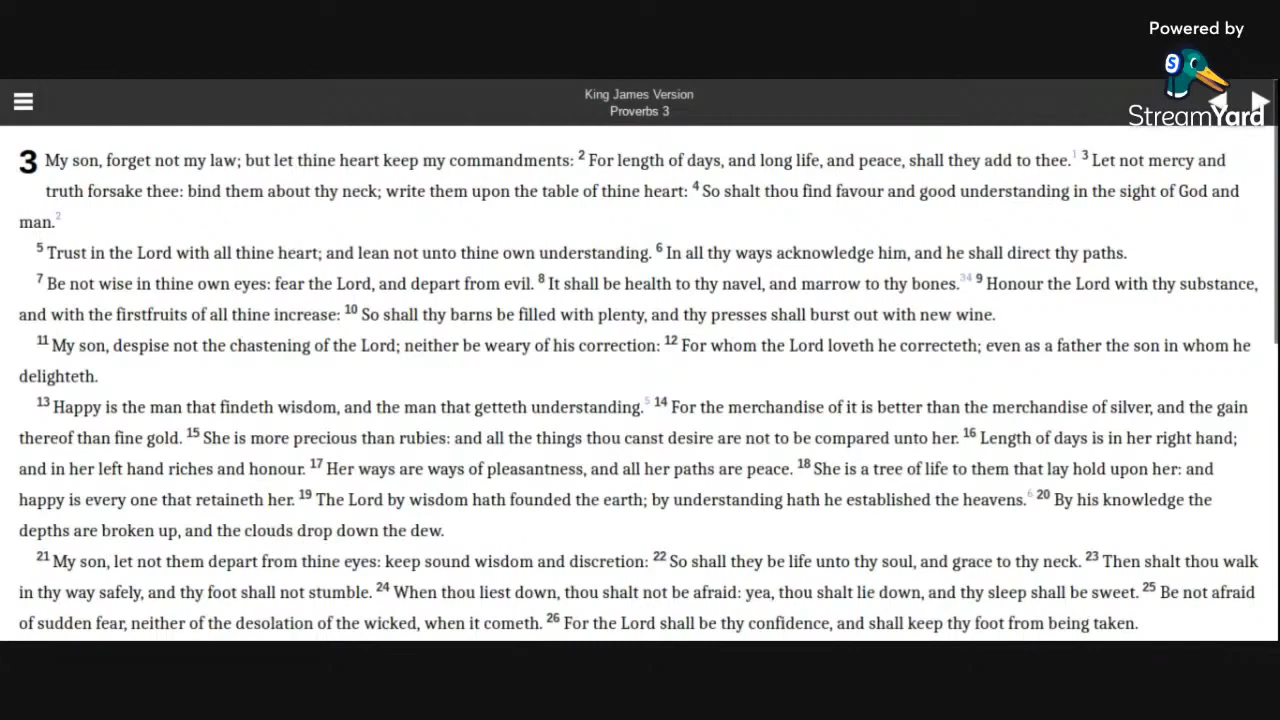 Powered by
S
StreamYard
King James Version
Proverbs 3
3 My son, forget not my law; but let thine heart keep my commandments: 2 For length of days, and long life, and peace, shall they add to thee.1 3 Let not mercy and
truth forsake thee: bind them about thy neck; write them upon the table of thine heart: 4 So shalt thou find favour and good understanding in the sight of God and
man.2
5 Trust in the Lord with all thine heart; and lean not unto thine own understanding. 6 In all thy ways acknowledge him, and he shall direct thy paths.
7 Be not wise in thine own eyes: fear the Lord, and depart from evil. 8 It shall be health to thy navel, and marrow to thy bones.34 9 Honour the Lord with thy substance,
and with the firstfruits of all thine increase: 10 So shall thy barns be filled with plenty, and thy presses shall burst out with new wine.
11 My son, despise not the chastening of the Lord; neither be weary of his correction: 12 For whom the Lord loveth he correcteth; even as a father the son in whom he
delighteth.
13 Happy is the man that findeth wisdom, and the man that getteth understanding.5 14 For the merchandise of it is better than the merchandise of silver, and the gain
thereof than fine gold. 15 She is more precious than rubies: and all the things thou canst desire are not to be compared unto her. 16 Length of days is in her right hand;
and in her left hand riches and honour. 17 Her ways are ways of pleasantness, and all her paths are peace. 18 She is a tree of life to them that lay hold upon her: and
happy is every one that retaineth her. 19 The Lord by wisdom hath founded the earth; by understanding hath he established the heavens.6 20 By his knowledge the
depths are broken up, and the clouds drop down the dew.
21 My son, let not them depart from thine eyes: keep sound wisdom and discretion: 22 So shall they be life unto thy soul, and grace to thy neck. 23 Then shalt thou walk
in thy way safely, and thy foot shall not stumble. 24 When thou liest down, thou shalt not be afraid: yea, thou shalt lie down, and thy sleep shall be sweet. 25 Be not afraid
of sudden fear, neither of the desolation of the wicked, when it cometh. 26 For the Lord shall be thy confidence, and shall keep thy foot from being taken.